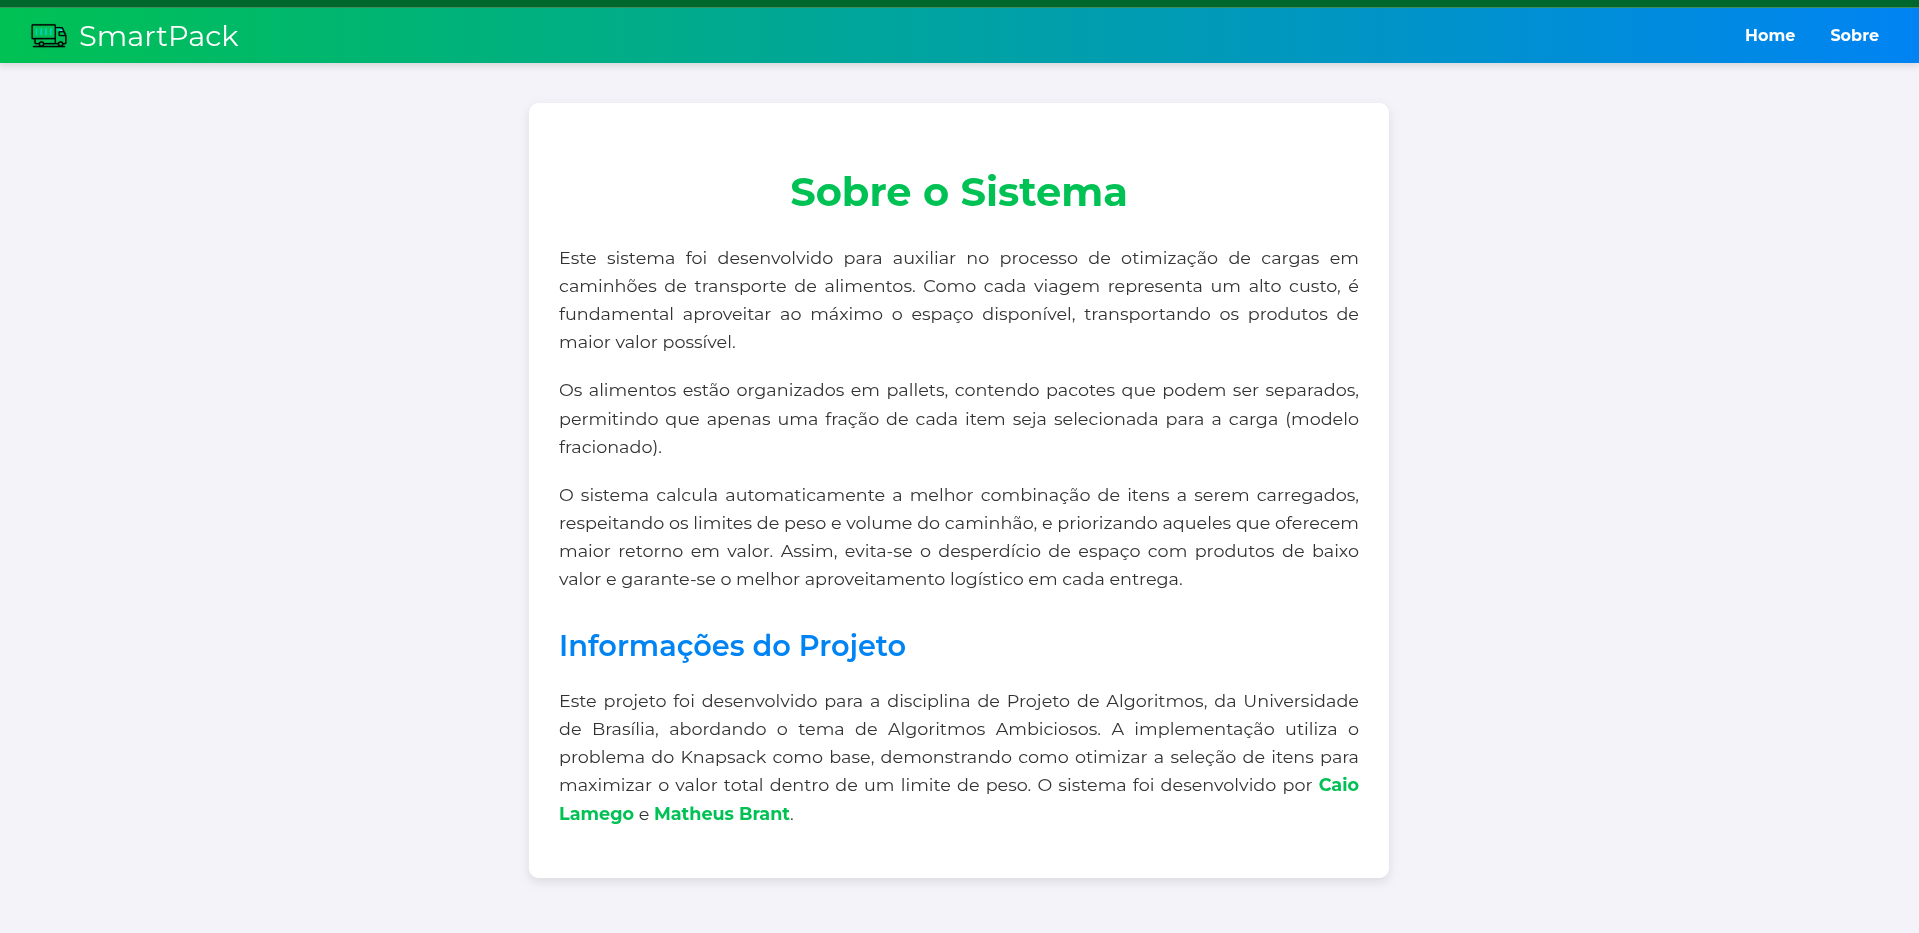 SmartPack
Home
Sobre
Sobre o Sistema
Este sistema foi desenvolvido para auxiliar no processo de otimização de cargas em
caminhões de transporte de alimentos. Como cada viagem representa um alto custo, é
fundamental aproveitar ao máximo o espaço disponível, transportando os produtos de
maior valor possível.
Os alimentos estão organizados em pallets, contendo pacotes que podem ser separados,
permitindo que apenas uma fração de cada item seja selecionada para a carga (modelo
fracionado).
O sistema calcula automaticamente a melhor combinação de itens a serem carregados,
respeitando os limites de peso e volume do caminhão, e priorizando aqueles que oferecem
maior retorno em valor. Assim, evita-se o desperdício de espaço com produtos de baixo
valor e garante-se o melhor aproveitamento logístico em cada entrega.
Informações do Projeto
Este projeto foi desenvolvido para a disciplina de Projeto de Algoritmos, da Universidade
de Brasília, abordando o tema de Algoritmos Ambiciosos. A implementação utiliza o
problema do Knapsack como base, demonstrando como otimizar a seleção de itens para
maximizar o valor total dentro de um limite de peso. O sistema foi desenvolvido por Caio
Lamego e Matheus Brant.